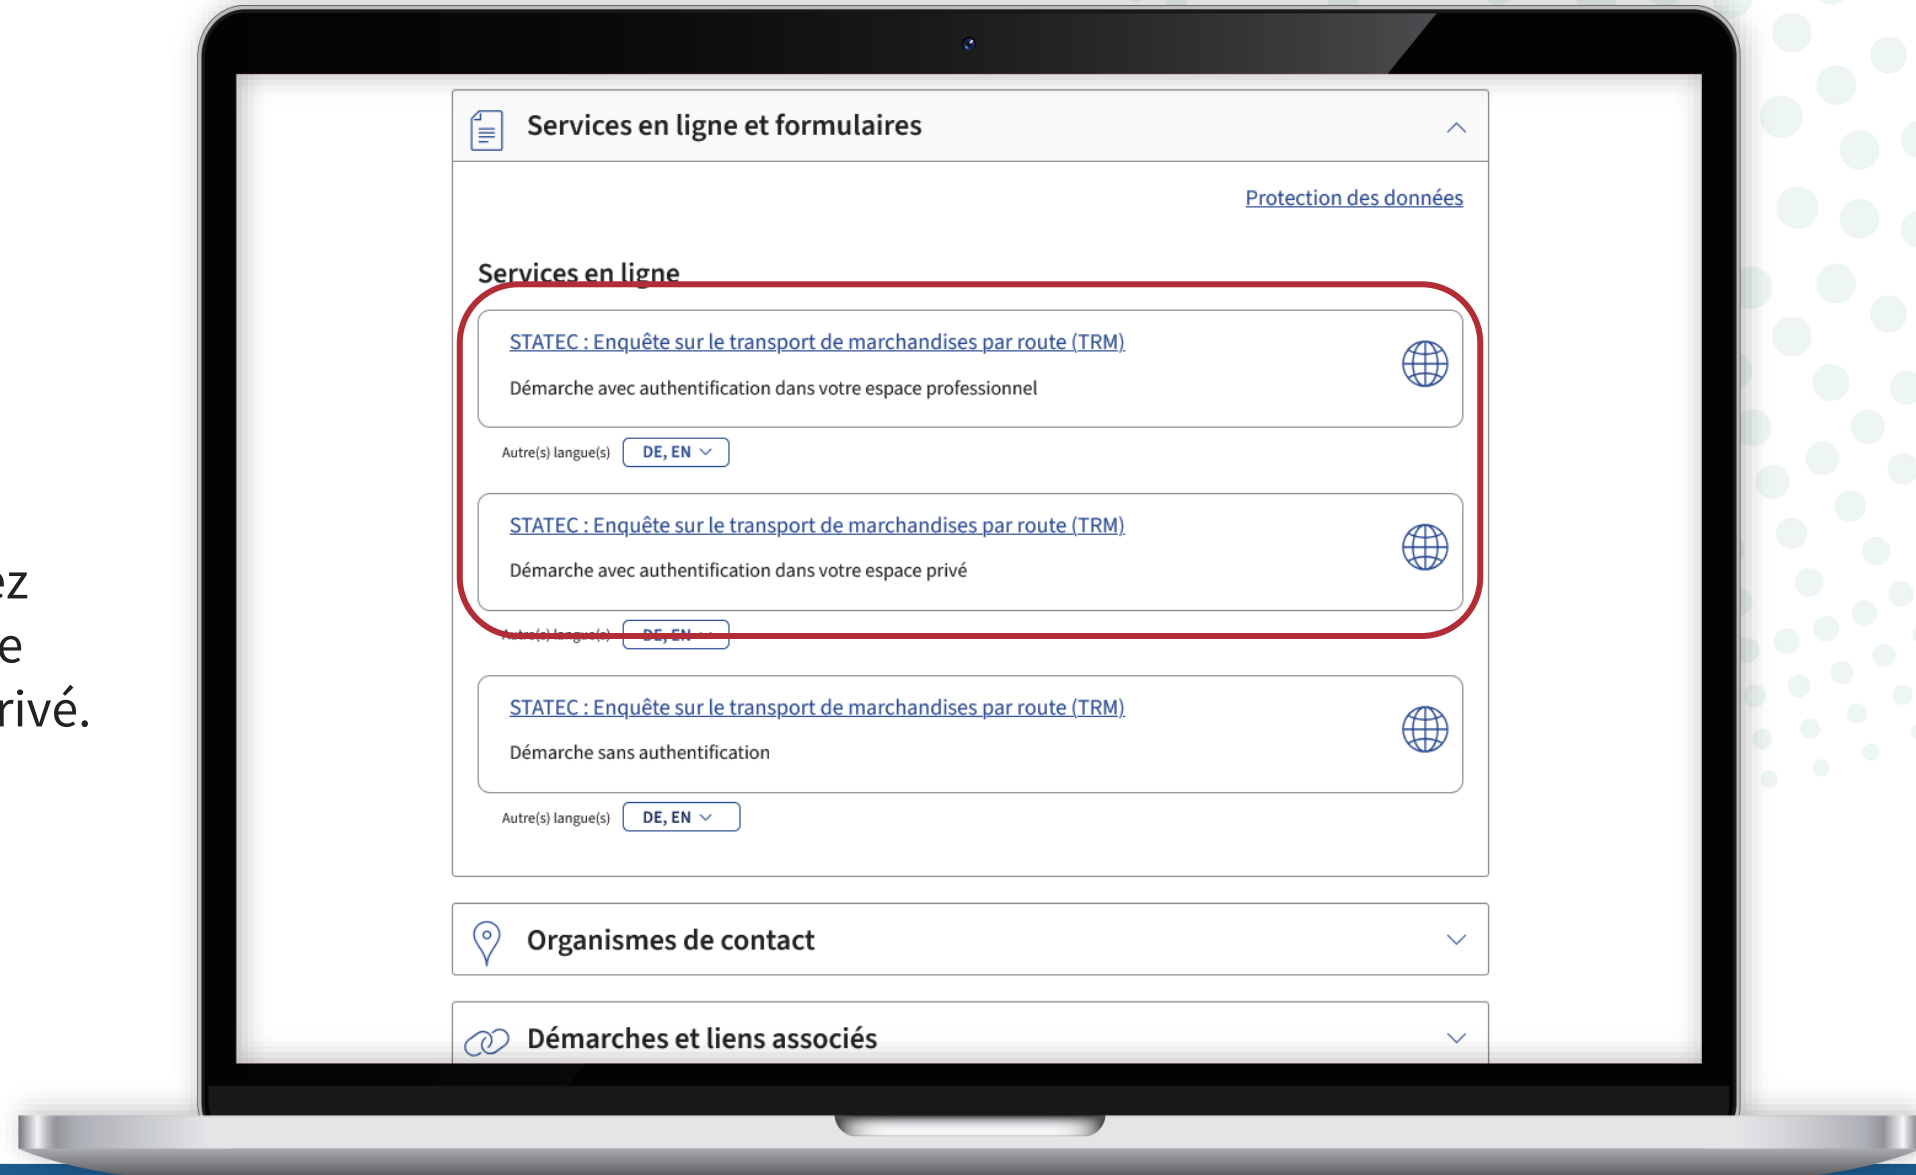 Services en ligne et formulaires
Protection des données
Services en ligne
STATEC : Enquête sur le transport de marchandises par route (TRM)
Démarche avec authentification dans votre espace professionnel
Autre(s) langue(s) DE, EN
STATEC : Enquête sur le transport de marchandises par route (TRM)
Démarche avec authentification dans votre espace privé
Autre(s) langue(s) DE, EN
STATEC : Enquête sur le transport de marchandises par route (TRM)
Démarche sans authentification
Autre(s) langue(s) DE, EN
Organismes de contact
Démarches et liens associés
ez
e
rivé.